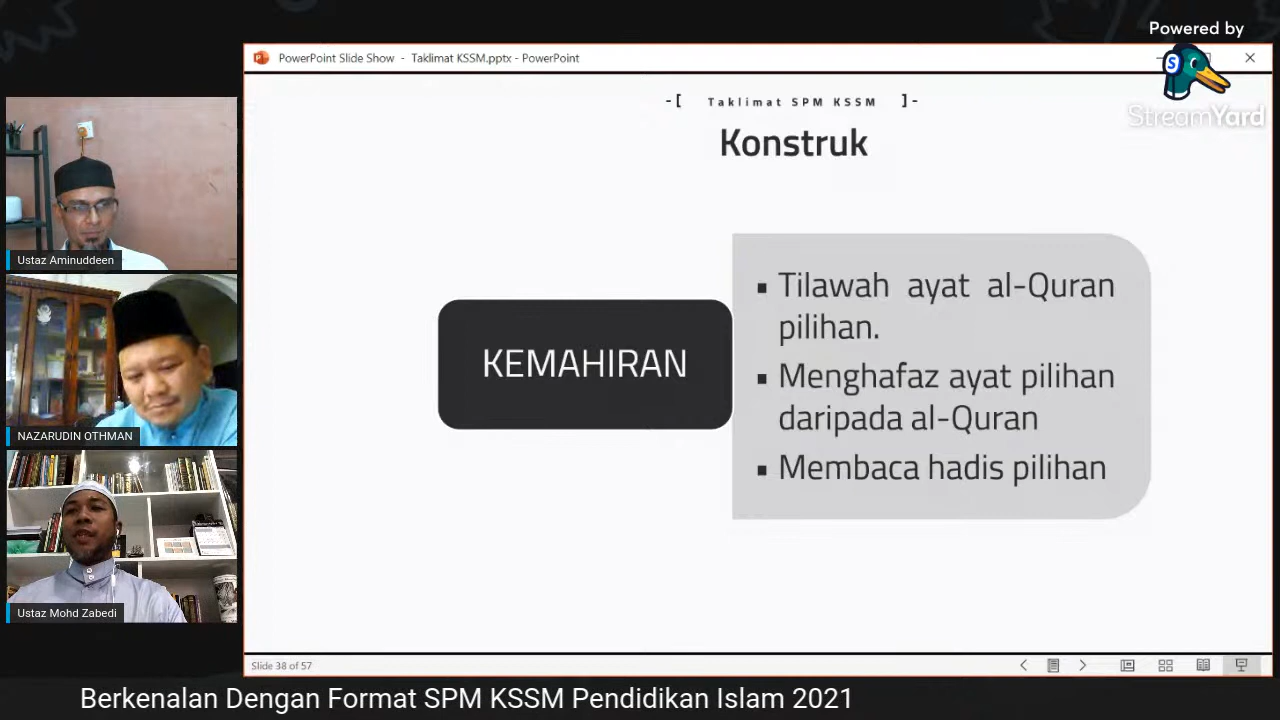 Powered by
StreamYard
PowerPoint Slide Show - Taklimat KSSM.pptx - PowerPoint
-[ Taklimat SPM KSSM ]-
Konstruk
KEMAHIRAN
▪ Tilawah ayat al-Quran
pilihan.
▪ Menghafaz ayat pilihan
daripada al-Quran
▪ Membaca hadis pilihan
Ustaz Aminuddeen
NAZARUDIN OTHMAN
Ustaz Mohd Zabedi
Slide 38 of 57
Berkenalan Dengan Format SPM KSSM Pendidikan Islam 2021